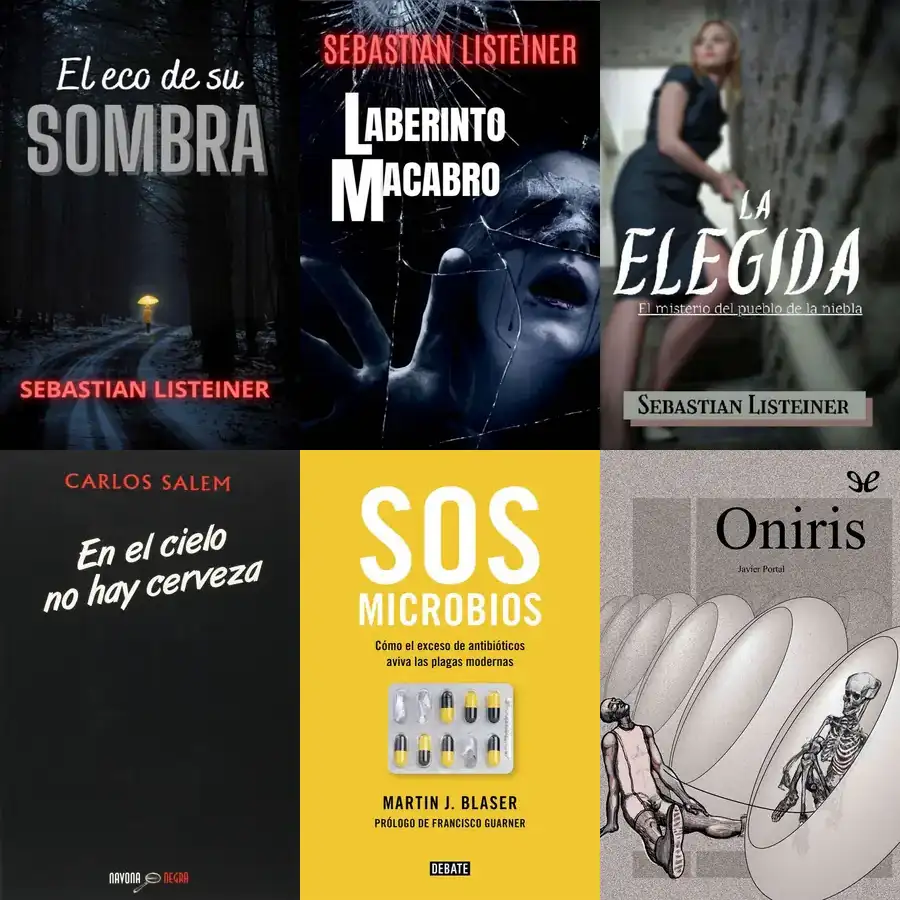 El eco de su
SOMBRA
SEBASTIAN LISTEINER
SEBASTIAN LISTEINER
LABERINTO
MACABRO
LA
ELEGIDA
El misterio del pueblo de la niebla
SEBASTIAN LISTEINER
CARLOS SALEM
En el cielo
no hay cerveza
NAVONA NEGRA
SOS
MICROBIOS
Cómo el exceso de antibióticos
aviva las plagas modernas
MARTIN J. BLASER
PRÓLOGO DE FRANCISCO GUARNER
DEBATE
Oniris
Javier Portal